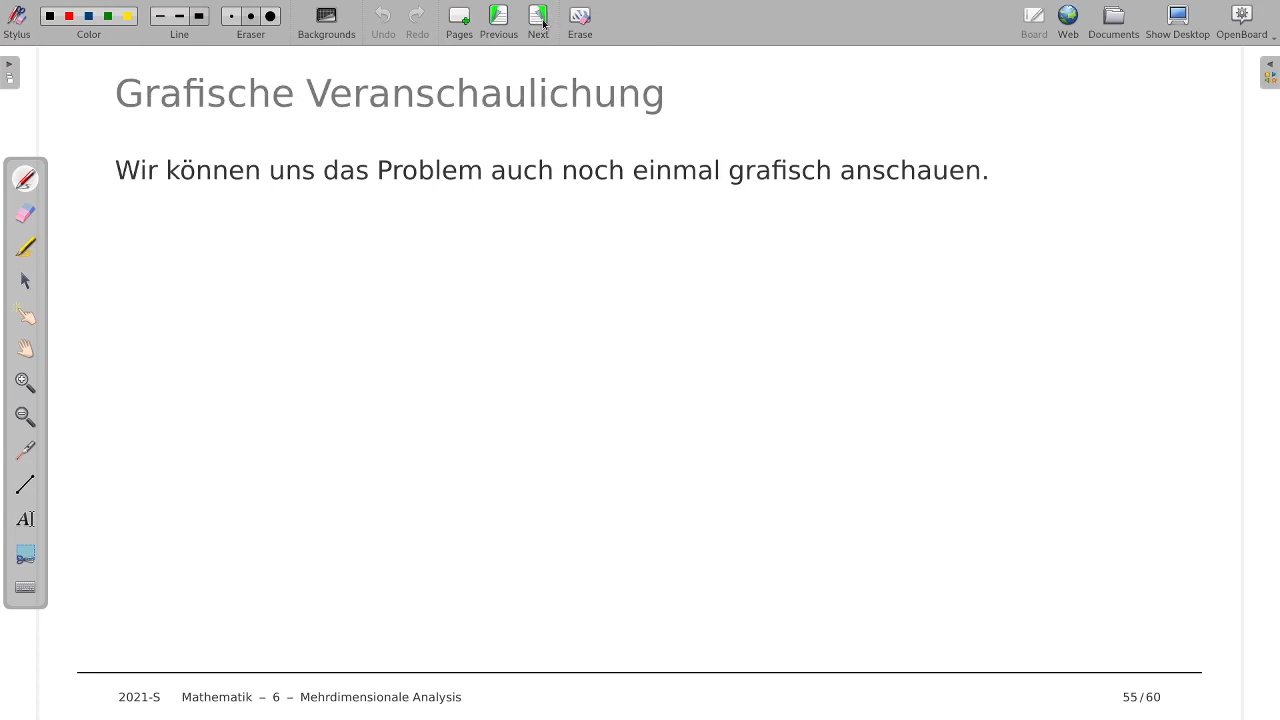 Stylus Color Line Eraser Backgrounds Undo Redo Pages Previous Next Erase Board Web Documents Show Desktop OpenBoard
Grafische Veranschaulichung
Wir können uns das Problem auch noch einmal grafisch anschauen.
AI
2021-S Mathematik – 6 – Mehrdimensionale Analysis 55/60